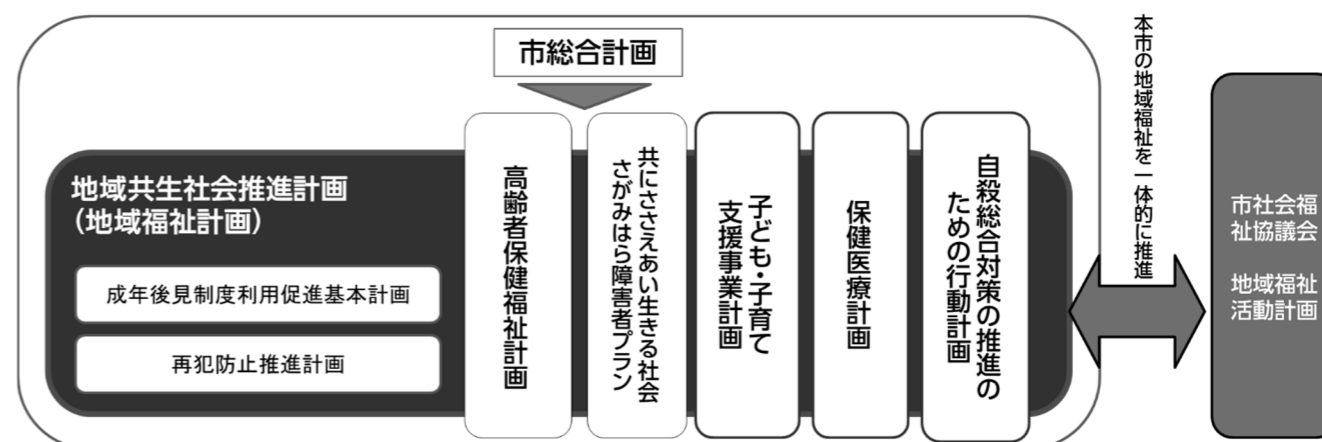 市総合計画
地域共生社会推進計画
（地域福祉計画）
成年後見制度利用促進基本計画
再犯防止推進計画
高齢者保健福祉計画
共にささえあい生きる社会
さがみはら障害者プラン
子ども・子育て
支援事業計画
保健医療計画
自殺総合対策の推進の
ための行動計画
本市の地域福祉を一体的に推進
市社会福
祉協議会
地域福祉
活動計画